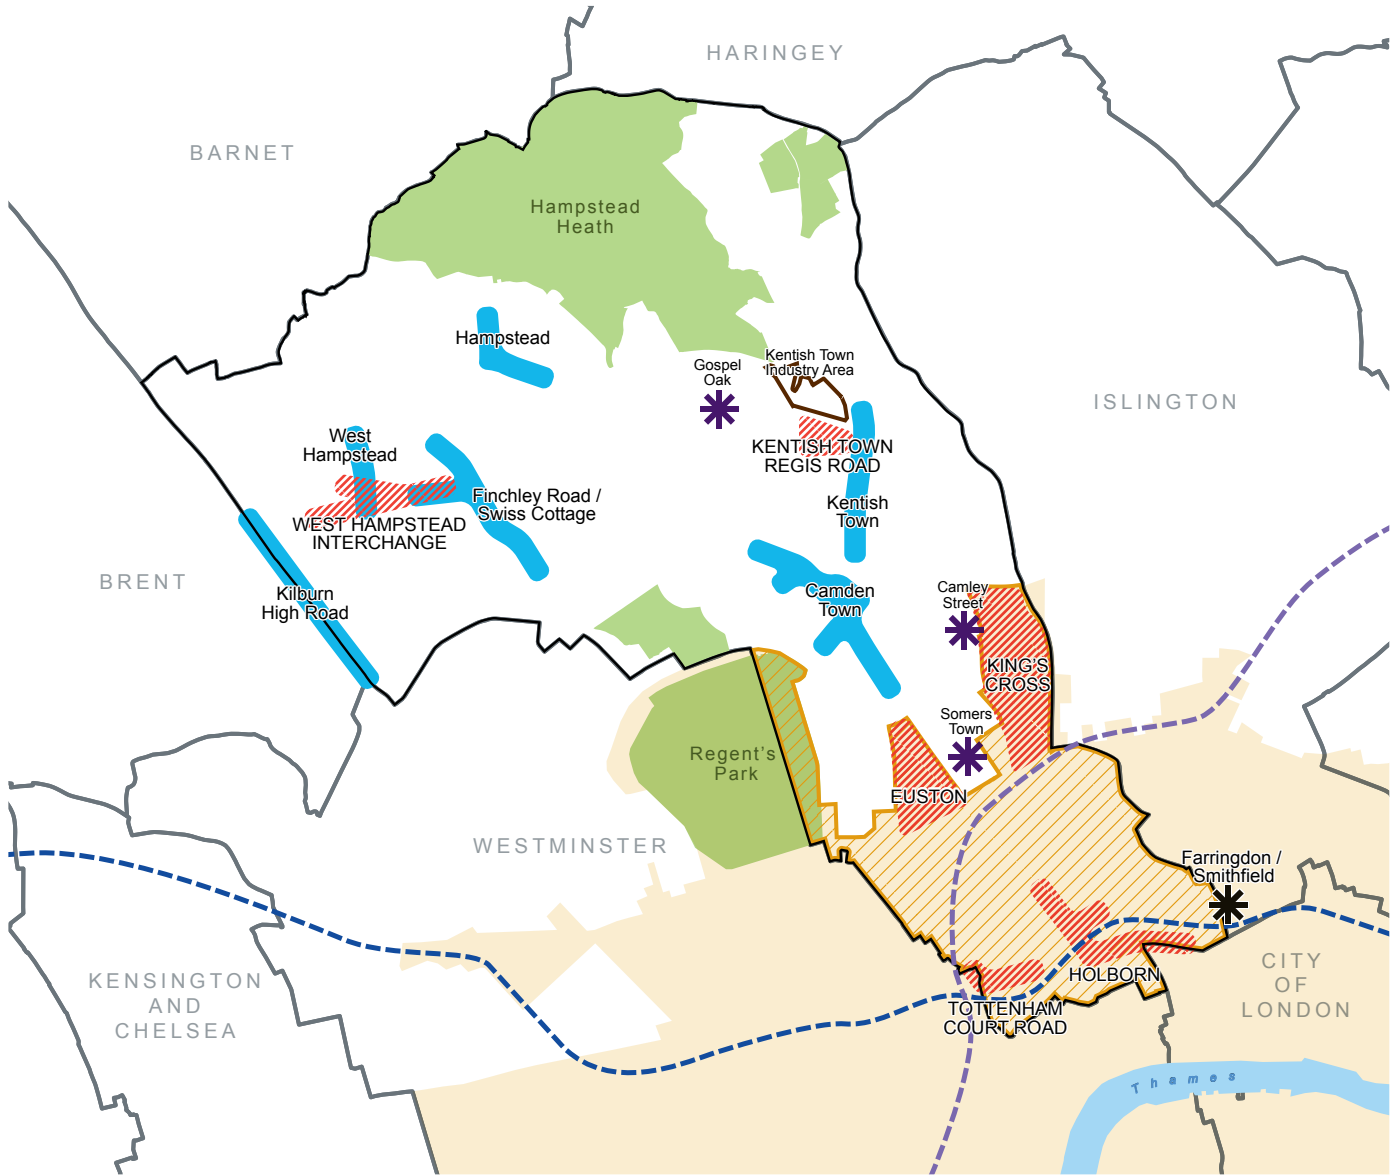 HARINGEY
BARNET
Hampstead
Heath
Hampstead
Gospel
Oak
Kentish Town
Industry Area
ISLINGTON
West
Hampstead
KENTISH TOWN
REGIS ROAD
Finchley Road /
Swiss Cottage
Kentish
Town
WEST HAMPSTEAD
INTERCHANGE
BRENT
Kilburn
High Road
Camden
Town
Camley
Street
KING'S
CROSS
Somers
Town
Regent's
Park
EUSTON
WESTMINSTER
Farringdon /
Smithfield
KENSINGTON
AND
CHELSEA
HOLBORN
CITY
OF
LONDON
TOTTENHAM
COURT ROAD
Thames